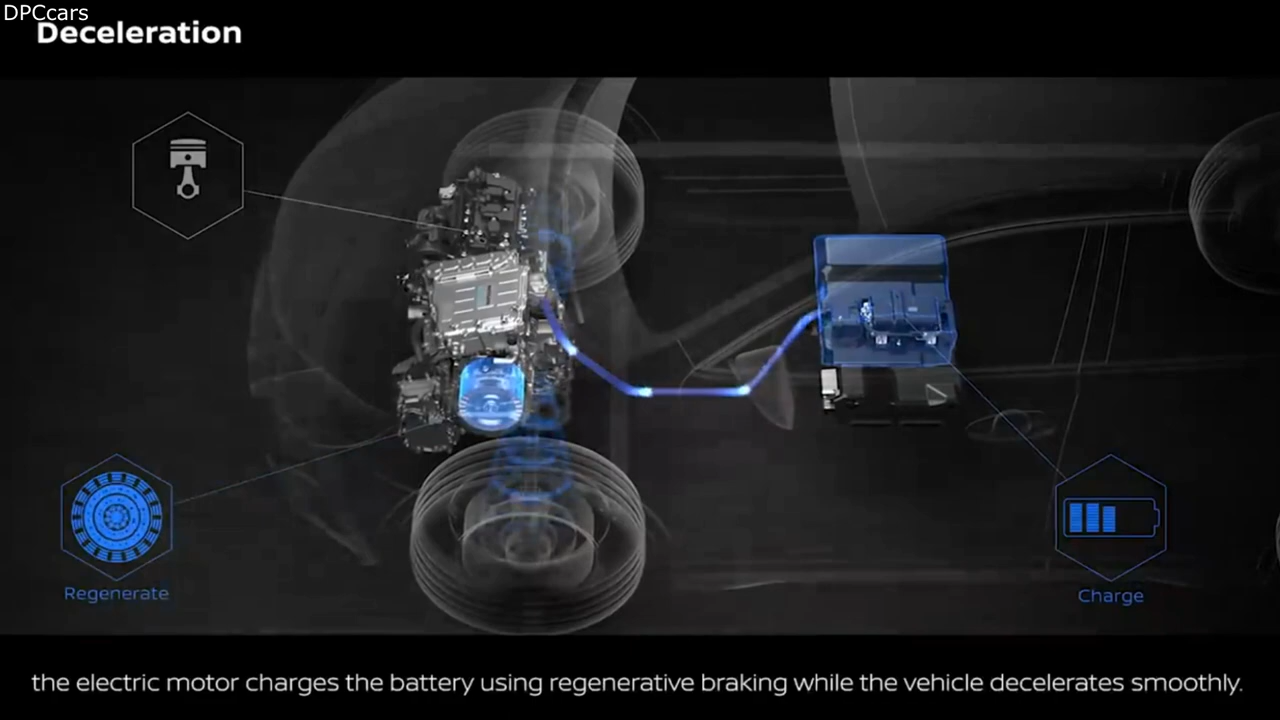 DPCcars
Deceleration
Regenerate
Charge
the electric motor charges the battery using regenerative braking while the vehicle decelerates smoothly.